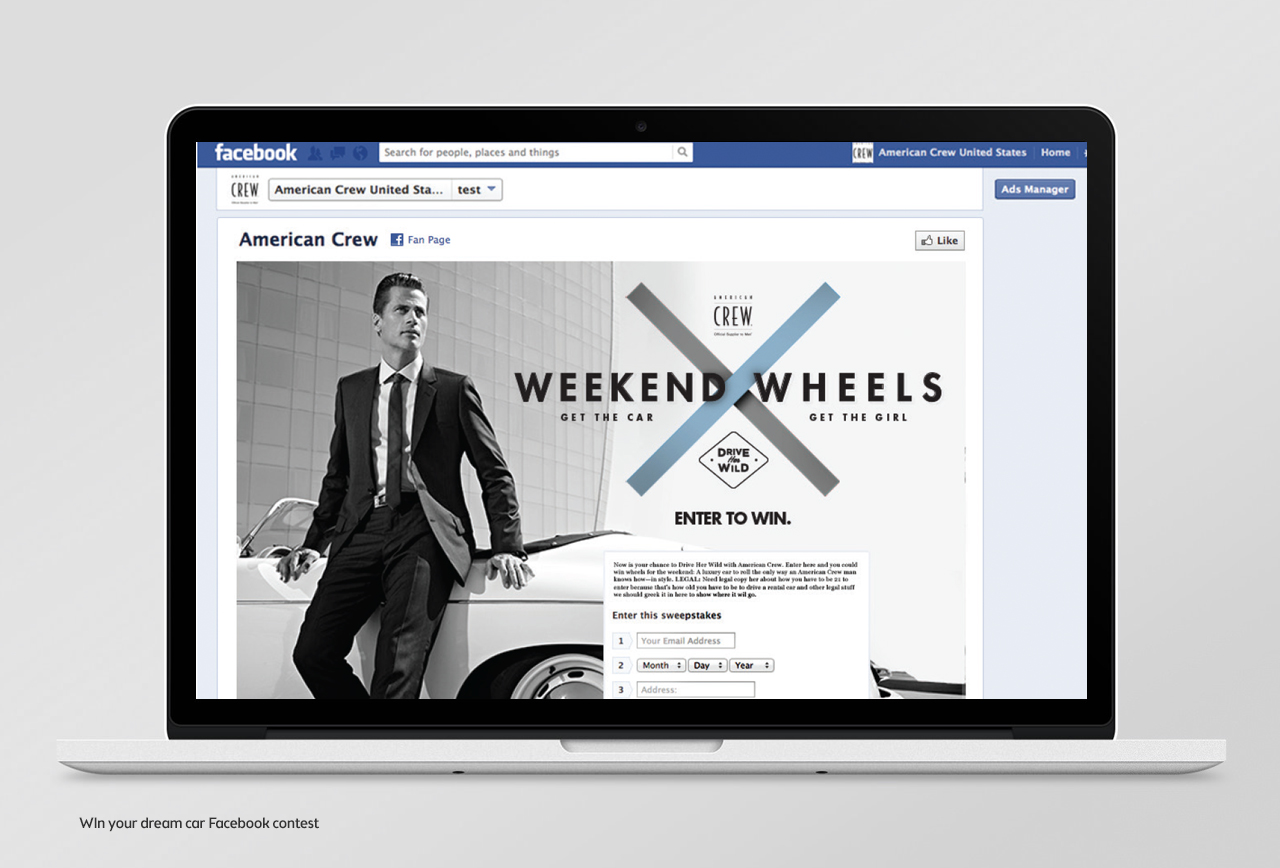 facebook
Search for people, places and things
CREW
American Crew United States
Home
AMERICAN
CREW
American Crew United Sta...
test
Ads Manager
American Crew
Fan Page
Like
AMERICAN
CREW
Official Supplier to Men
WEEKEND WHEELS
GET THE CAR
GET THE GIRL
DRIVE
Her
WILD
ENTER TO WIN.
Now is your chance to Drive Her Wild with American Crew. Enter here and you could
win wheels for the weekend: A luxury car to roll the only way an American Crew man
knows how—in style. LEGAL: Need legal copy her about how you have to be 21 to
enter because that's how old you have to be to drive a rental car and other legal stuff
we should greek it in here to show where it wil go.
Enter this sweepstakes
1
Your Email Address
2
Month
Day
Year
3
Address:
WIn your dream car Facebook contest